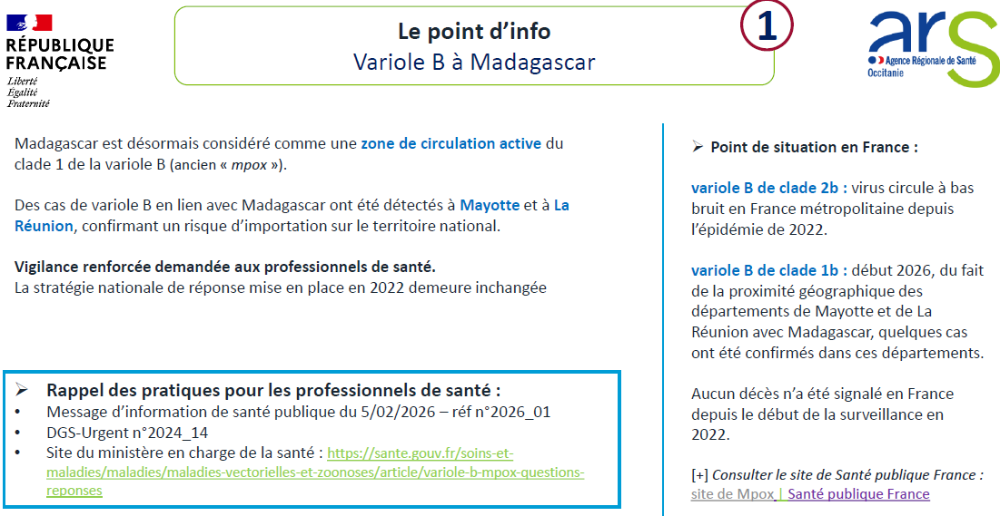 RÉPUBLIQUE
FRANÇAISE
Liberté
Égalité
Fraternité
Le point d’info
Variole B à Madagascar
1
ars
Agence Régionale de Santé
Occitanie
Madagascar est désormais considéré comme une zone de circulation active du
clade 1 de la variole B (ancien « mpox »).
Des cas de variole B en lien avec Madagascar ont été détectés à Mayotte et à La
Réunion, confirmant un risque d’importation sur le territoire national.
Vigilance renforcée demandée aux professionnels de santé.
La stratégie nationale de réponse mise en place en 2022 demeure inchangée
➢ Rappel des pratiques pour les professionnels de santé :
• Message d’information de santé publique du 5/02/2026 – réf n°2026_01
• DGS-Urgent n°2024_14
• Site du ministère en charge de la santé : https://sante.gouv.fr/soins-et-
maladies/maladies/maladies-vectorielles-et-zoonoses/article/variole-b-mpox-questions-
reponses
➢ Point de situation en France :
variole B de clade 2b : virus circule à bas
bruit en France métropolitaine depuis
l’épidémie de 2022.
variole B de clade 1b : début 2026, du fait
de la proximité géographique des
départements de Mayotte et de La
Réunion avec Madagascar, quelques cas
ont été confirmés dans ces départements.
Aucun décès n’a été signalé en France
depuis le début de la surveillance en
2022.
[+] Consulter le site de Santé publique France :
site de Mpox | Santé publique France